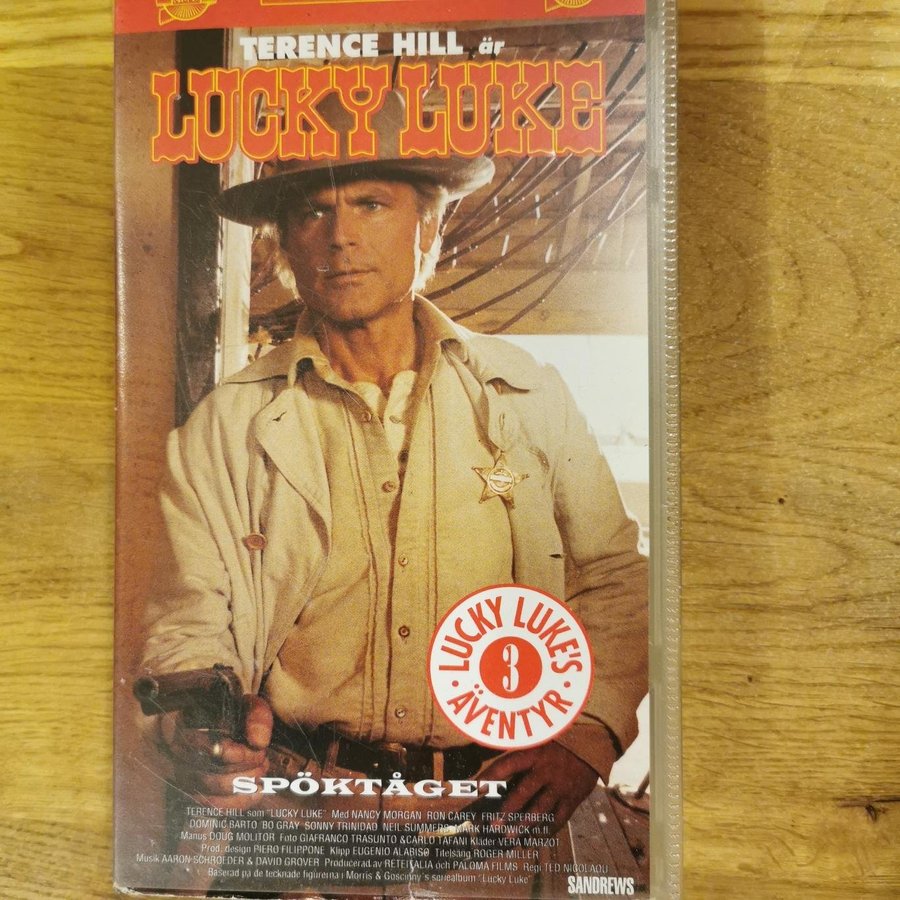 TERENCE HILL är
LUCKY LUKE
LUCKY LUKE'S
3
· ÄVENTYR ·
SPÖKTÅGET
TERENCE HILL som "LUCKY LUKE" Med NANCY MORGAN RON CAREY FRITZ SPERBERG
DOMINIC BARTO BO GRAY SONNY TRINIDAD NEIL SUMMERS MARK HARDWICK m.fl.
Manus DOUG MOLITOR Foto GIAFRANCO TRASUNTO & CARLO TAFANI Kläder VERA MARZOT
Prod. design PIERO FILIPPONE Klipp EUGENIO ALABISO Titelsång ROGER MILLER
Musik AARON SCHROEDER & DAVID GROVER Producerad av RETEITALIA och PALOMA FILMS Regi TED NICOLAOU
Baserad på de tecknade figurerna i Morris & Goscinny's seriealbum "Lucky Luke"
SANDREWS